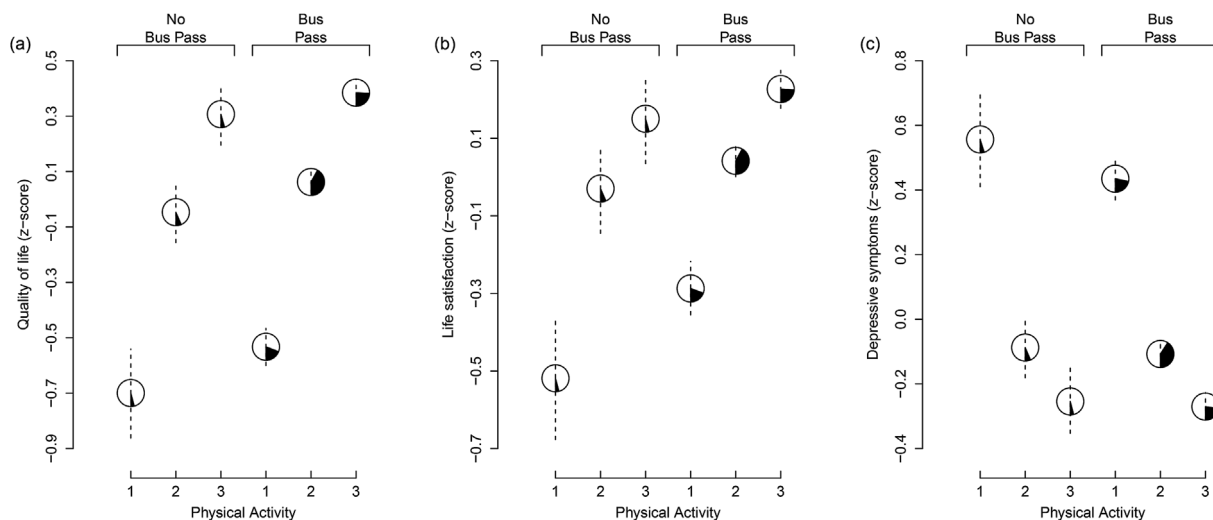 (a)
No
Bus Pass
Bus
Pass
Quality of life (z−score)
0.5
0.3
0.1
−0.1
−0.3
−0.5
−0.7
−0.9
1 2 3 1 2 3
Physical Activity
(b)
No
Bus Pass
Bus
Pass
Life satisfaction (z−score)
0.3
0.1
−0.1
−0.3
−0.5
−0.7
1 2 3 1 2 3
Physical Activity
(c)
No
Bus Pass
Bus
Pass
Depressive symptoms (z−score)
0.8
0.6
0.4
0.2
0.0
−0.2
−0.4
1 2 3 1 2 3
Physical Activity